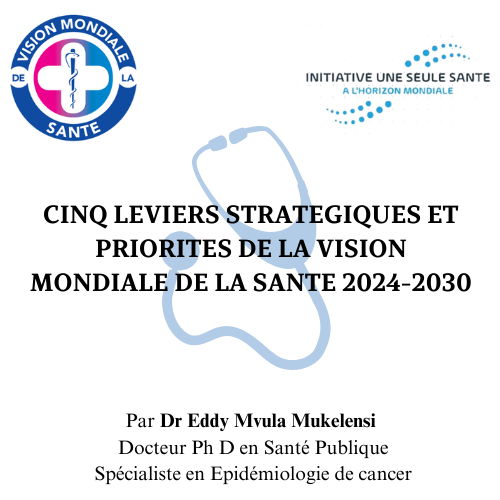 VISION MONDIALE
DE LA
SANTE
INITIATIVE UNE SEULE SANTE
A L'HORIZON MONDIALE
CINQ LEVIERS STRATEGIQUES ET
PRIORITES DE LA VISION
MONDIALE DE LA SANTE 2024-2030
Par Dr Eddy Mvula Mukelensi
Docteur Ph D en Santé Publique
Spécialiste en Epidémiologie de cancer